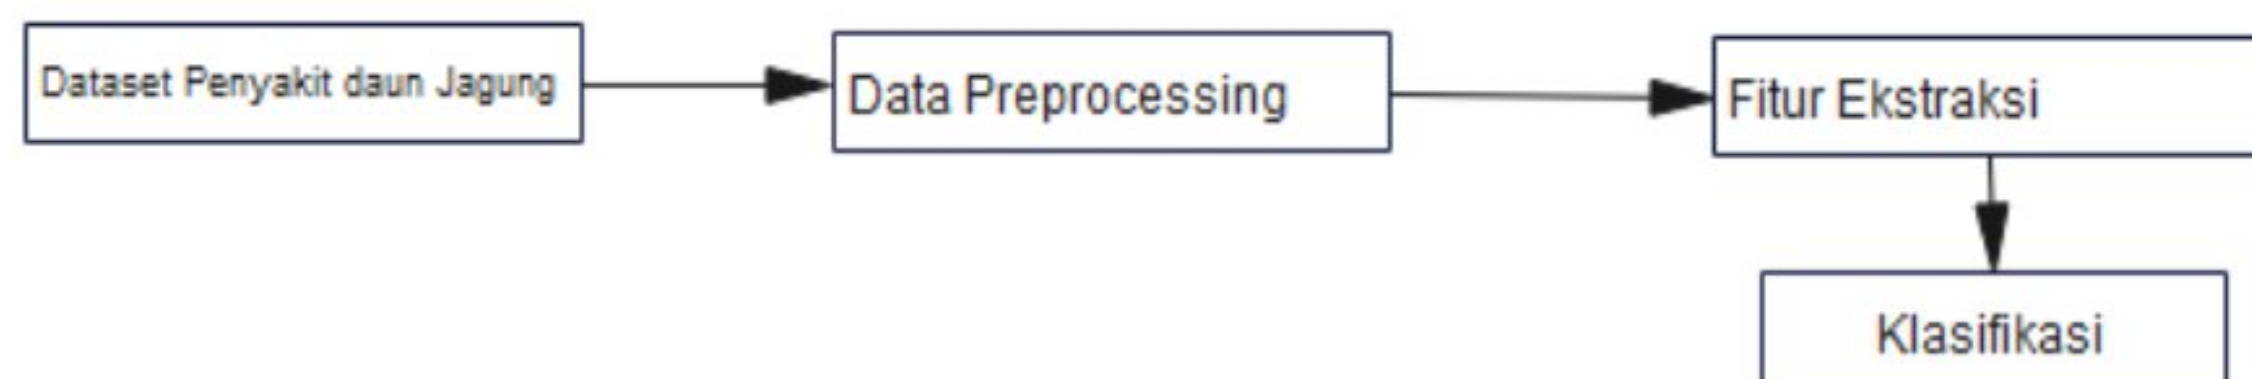 Dataset Penyakit daun Jagung
Data Preprocessing
Fitur Ekstraksi
Klasifikasi